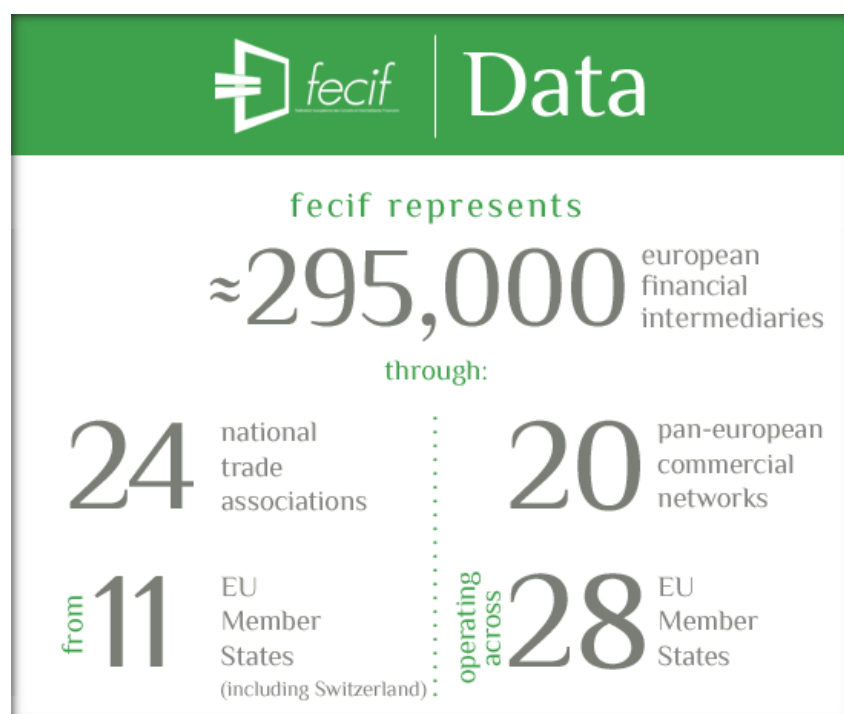 fecif
Data
fecif represents
≈295,000
european
financial
intermediaries
through:
24
national
trade
associations
20
pan-european
commercial
networks
from
11
EU
Member
States
(including Switzerland)
operating
across
28
EU
Member
States